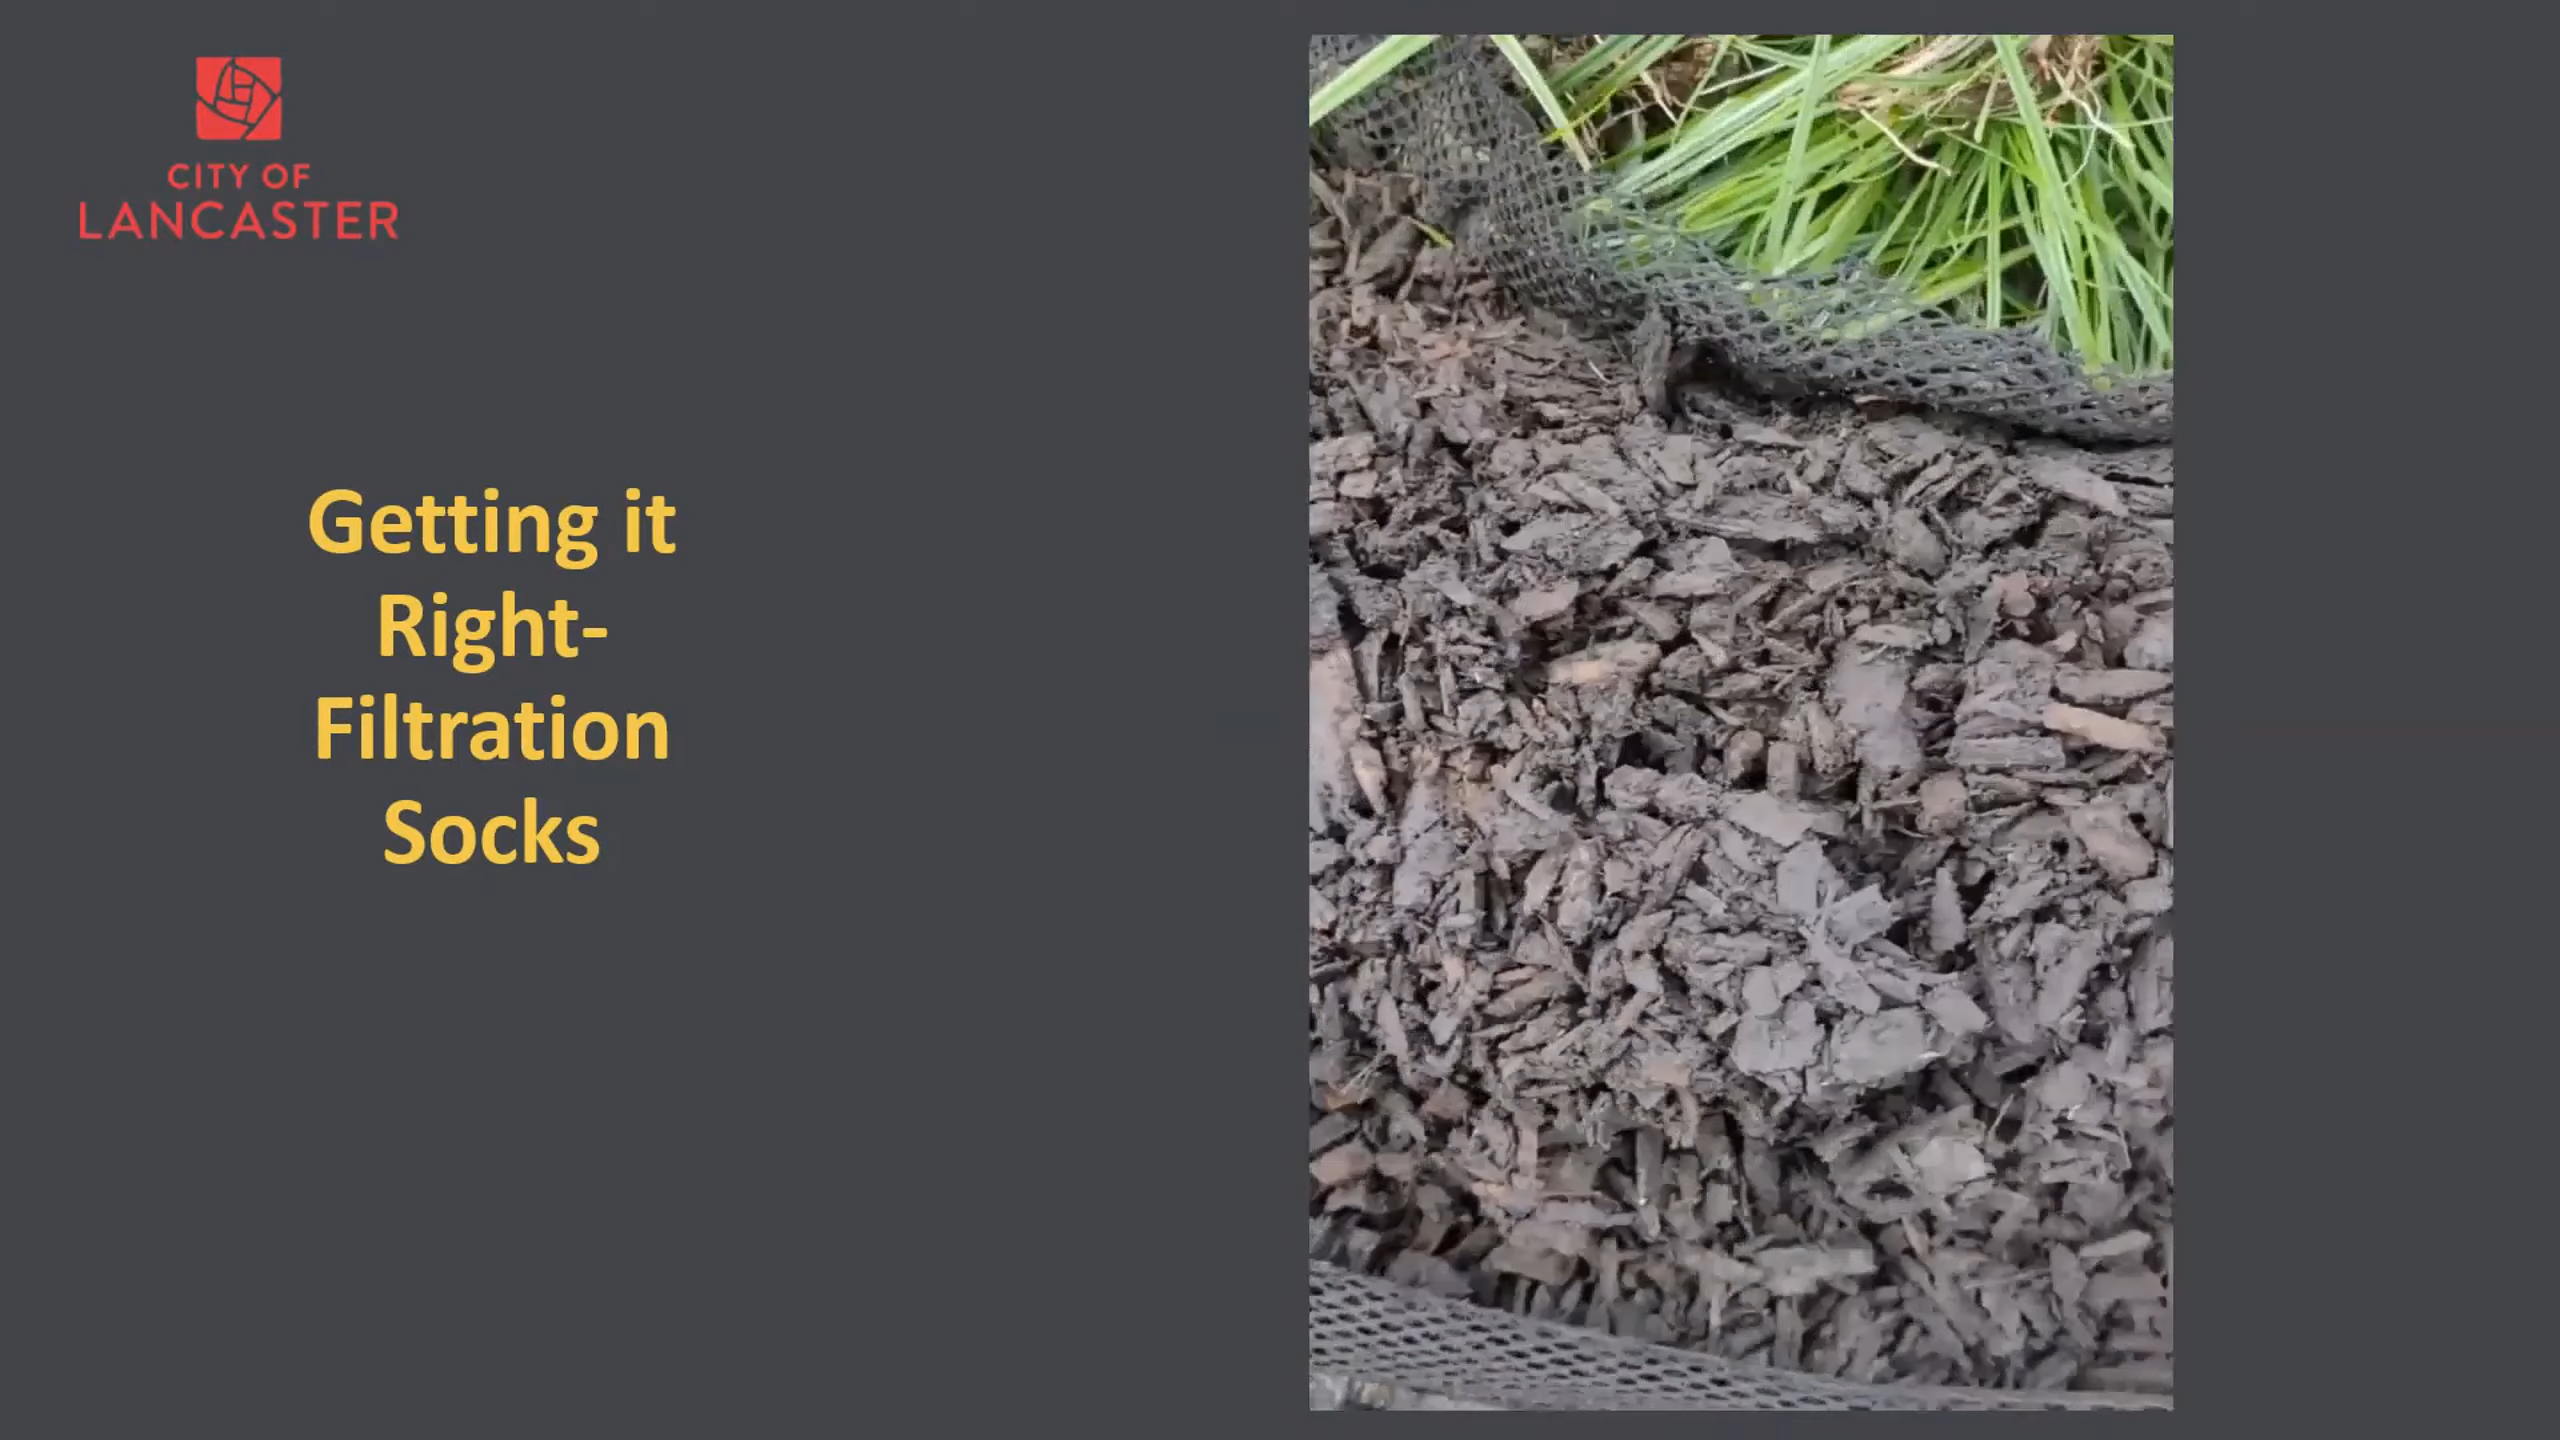 CITY OF
LANCASTER
Getting it
Right-
Filtration
Socks